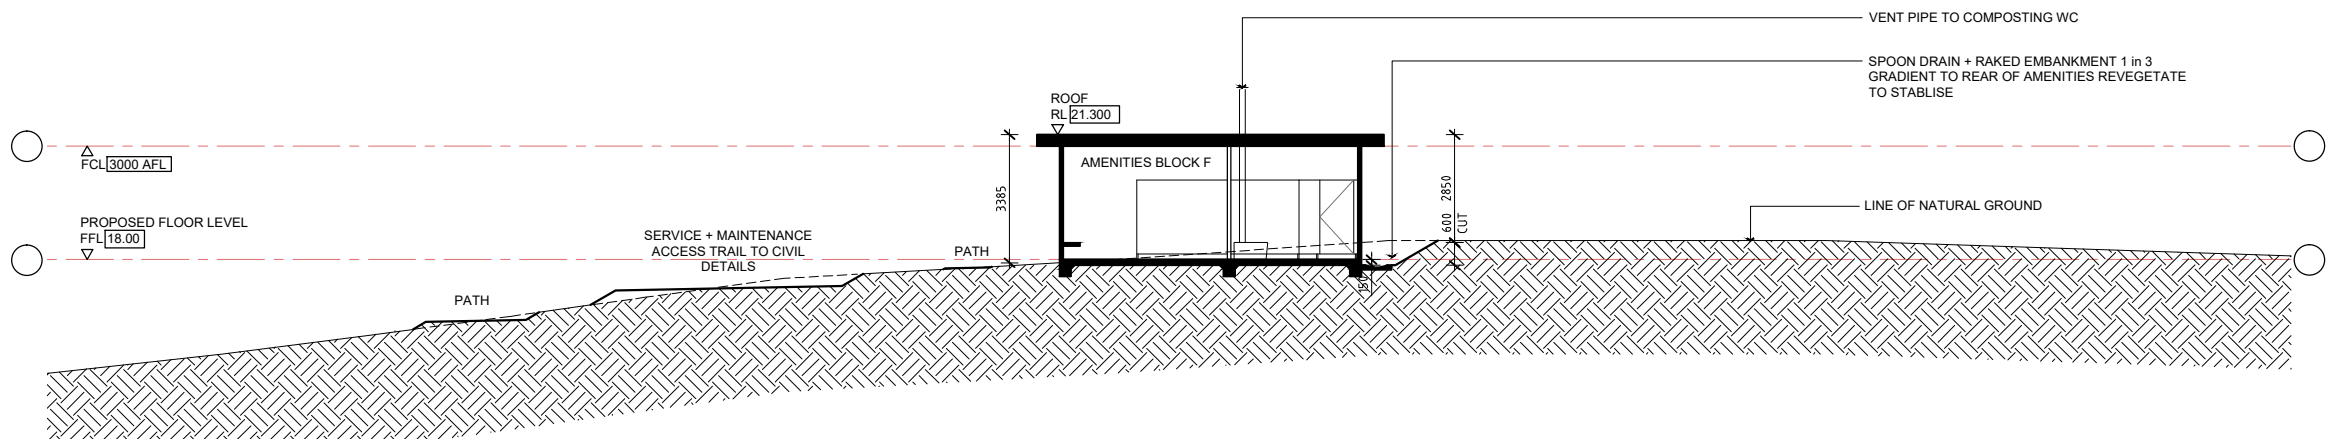 VENT PIPE TO COMPOSTING WC
SPOON DRAIN + RAKED EMBANKMENT 1 in 3
GRADIENT TO REAR OF AMENITIES REVEGETATE
TO STABLISE
ROOF
RL 21.300
FCL 3000 AFL
AMENITIES BLOCK F
3385
2850
600
CUT
LINE OF NATURAL GROUND
PROPOSED FLOOR LEVEL
FFL 18.00
SERVICE + MAINTENANCE
ACCESS TRAIL TO CIVIL
DETAILS
PATH
150
PATH